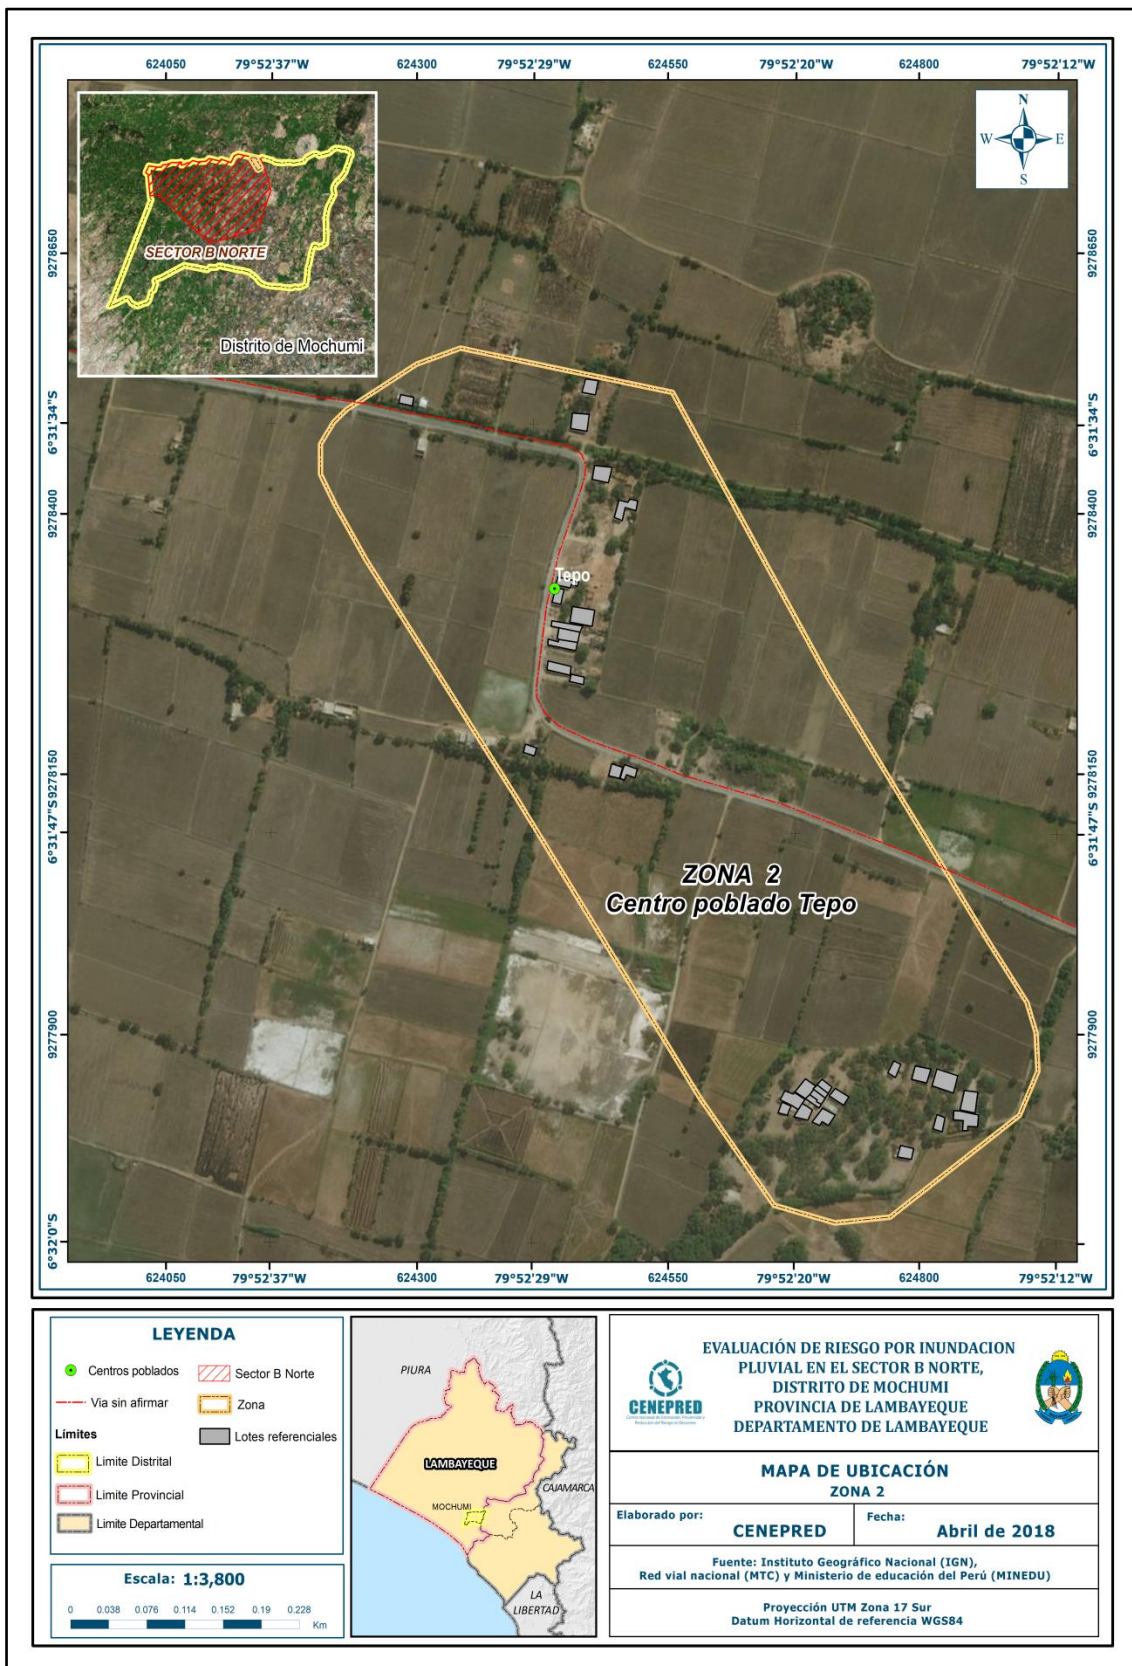 624050 79°52'37"W 624300 79°52'29"W 624550 79°52'20"W 624800 79°52'12"W
N
W E
S
SECTOR B NORTE
Distrito de Mochumi
9278650 9278650
6°31'34"S 6°31'34"S
9278400 9278400
Tepo
9278150 9278150
6°31'47"S 6°31'47"S
ZONA 2
Centro poblado Tepo
9277900 9277900
6°32'0"S
624050 79°52'37"W 624300 79°52'29"W 624550 79°52'20"W 624800 79°52'12"W
LEYENDA
Centros poblados
Sector B Norte
Via sin afirmar
Zona
Límites
Lotes referenciales
Limite Distrital
Limite Provincial
Limite Departamental
Escala: 1:3,800
0 0.038 0.076 0.114 0.152 0.19 0.228
Km
PIURA
LAMBAYEQUE
CAJAMARCA
MOCHUMI
LA
LIBERTAD
CENEPRED
EVALUACIÓN DE RIESGO POR INUNDACION
PLUVIAL EN EL SECTOR B NORTE,
DISTRITO DE MOCHUMI
PROVINCIA DE LAMBAYEQUE
DEPARTAMENTO DE LAMBAYEQUE
MAPA DE UBICACIÓN
ZONA 2
Elaborado por:
CENEPRED
Fecha:
Abril de 2018
Fuente: Instituto Geográfico Nacional (IGN),
Red vial nacional (MTC) y Ministerio de educación del Perú (MINEDU)
Proyección UTM Zona 17 Sur
Datum Horizontal de referencia WGS84